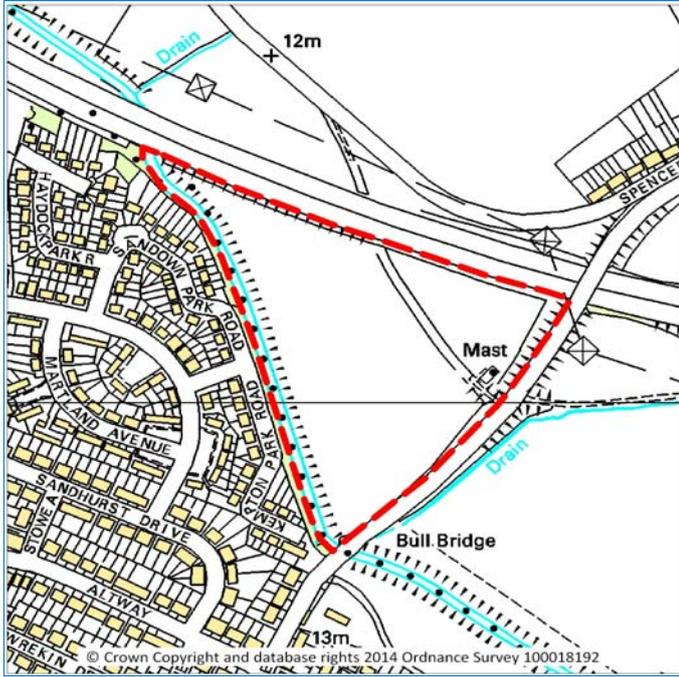 Drain
12m
SPENCE
HAYDOCK PARK R
SANDOWN PARK ROAD
Mast
MARTLAND AVENUE
KEMPTON PARK ROAD
Drain
SANDHURST DRIVE
STOWE A
Bull Bridge
ALTWAY
WREKIN D
13m
© Crown Copyright and database rights 2014 Ordnance Survey 100018192